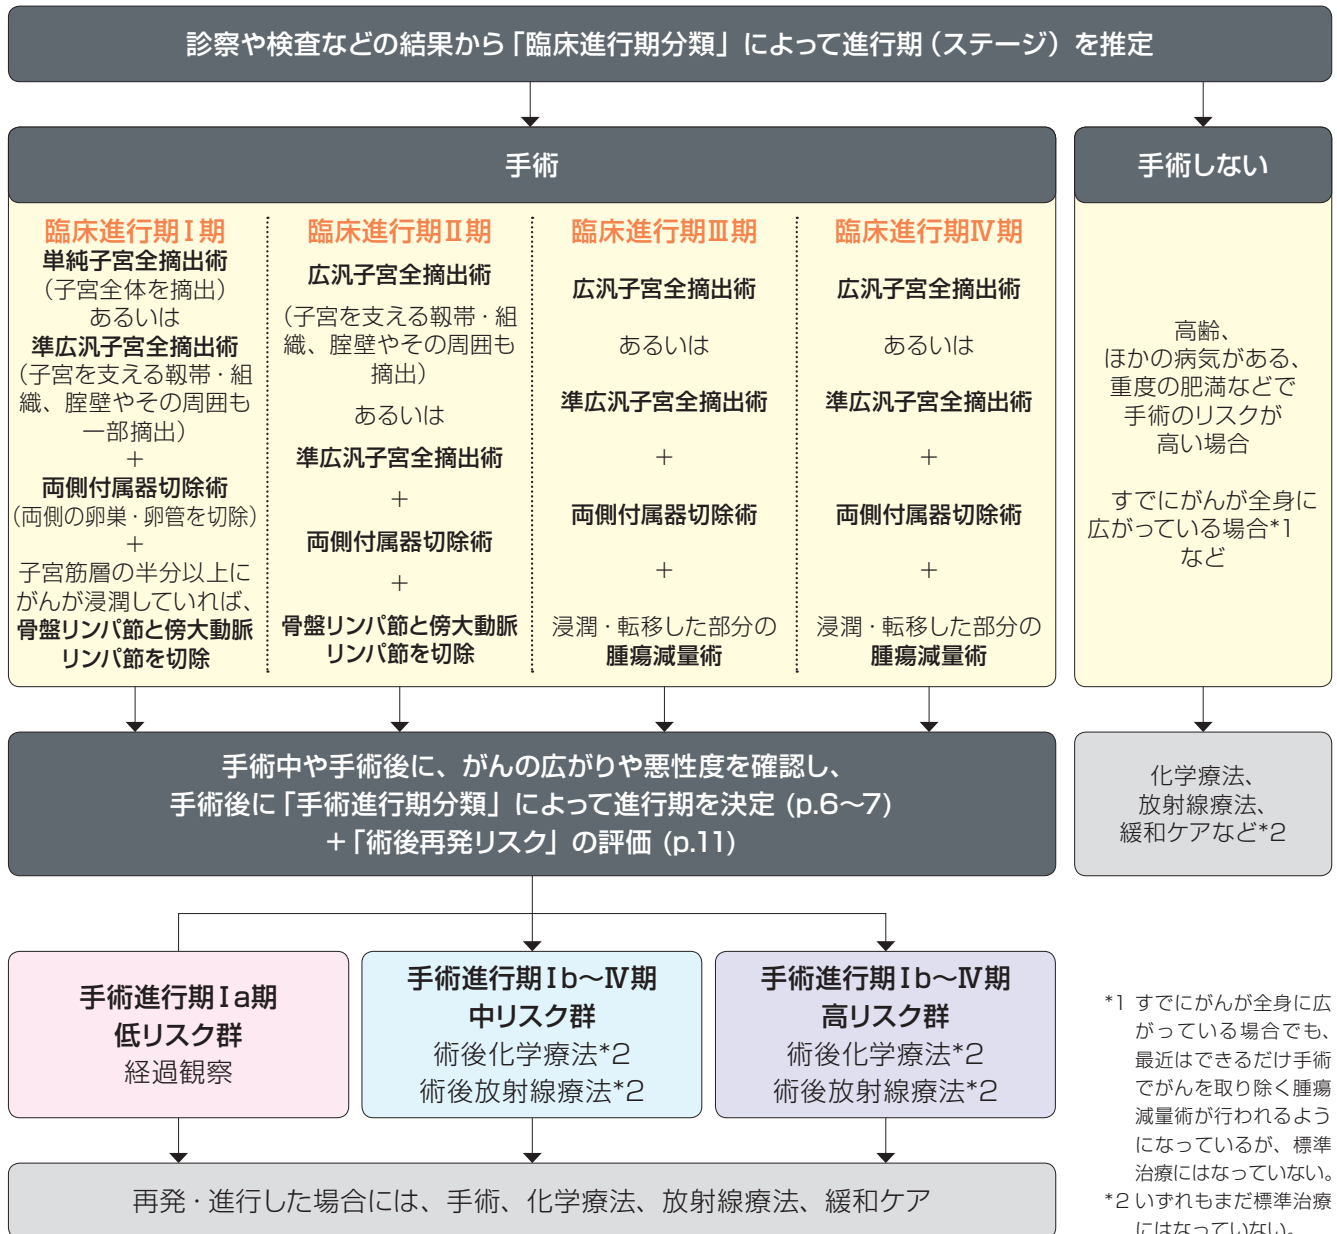 診察や検査などの結果から「臨床進行期分類」によって進行期(ステージ)を推定
手術
臨床進行期Ⅰ期
単純子宮全摘出術
(子宮全体を摘出)
あるいは
準広汎子宮全摘出術
(子宮を支える靱帯・組
織、腟壁やその周囲も
一部摘出)
+
両側付属器切除術
(両側の卵巣・卵管を切除)
+
子宮筋層の半分以上に
がんが浸潤していれば、
骨盤リンパ節と傍大動脈
リンパ節を切除
臨床進行期Ⅱ期
広汎子宮全摘出術
(子宮を支える靱帯・組
織、腟壁やその周囲も
摘出)
あるいは
準広汎子宮全摘出術
+
両側付属器切除術
+
骨盤リンパ節と傍大動脈
リンパ節を切除
臨床進行期Ⅲ期
広汎子宮全摘出術
あるいは
準広汎子宮全摘出術
+
両側付属器切除術
+
浸潤・転移した部分の
腫瘍減量術
臨床進行期Ⅳ期
広汎子宮全摘出術
あるいは
準広汎子宮全摘出術
+
両側付属器切除術
+
浸潤・転移した部分の
腫瘍減量術
手術しない
高齢、
ほかの病気がある、
重度の肥満などで
手術のリスクが
高い場合
すでにがんが全身に
広がっている場合*1
など
手術中や手術後に、がんの広がりや悪性度を確認し、
手術後に「手術進行期分類」によって進行期を決定 (p.6〜7)
+「術後再発リスク」の評価 (p.11)
化学療法、
放射線療法、
緩和ケアなど*2
手術進行期Ⅰa期
低リスク群
経過観察
手術進行期Ⅰb〜Ⅳ期
中リスク群
術後化学療法*2
術後放射線療法*2
手術進行期Ⅰb〜Ⅳ期
高リスク群
術後化学療法*2
術後放射線療法*2
再発・進行した場合には、手術、化学療法、放射線療法、緩和ケア
*1 すでにがんが全身に広
がっている場合でも、
最近はできるだけ手術
でがんを取り除く腫瘍
減量術が行われるよう
になっているが、標準
治療にはなっていない。
*2 いずれもまだ標準治療
にはなっていない。